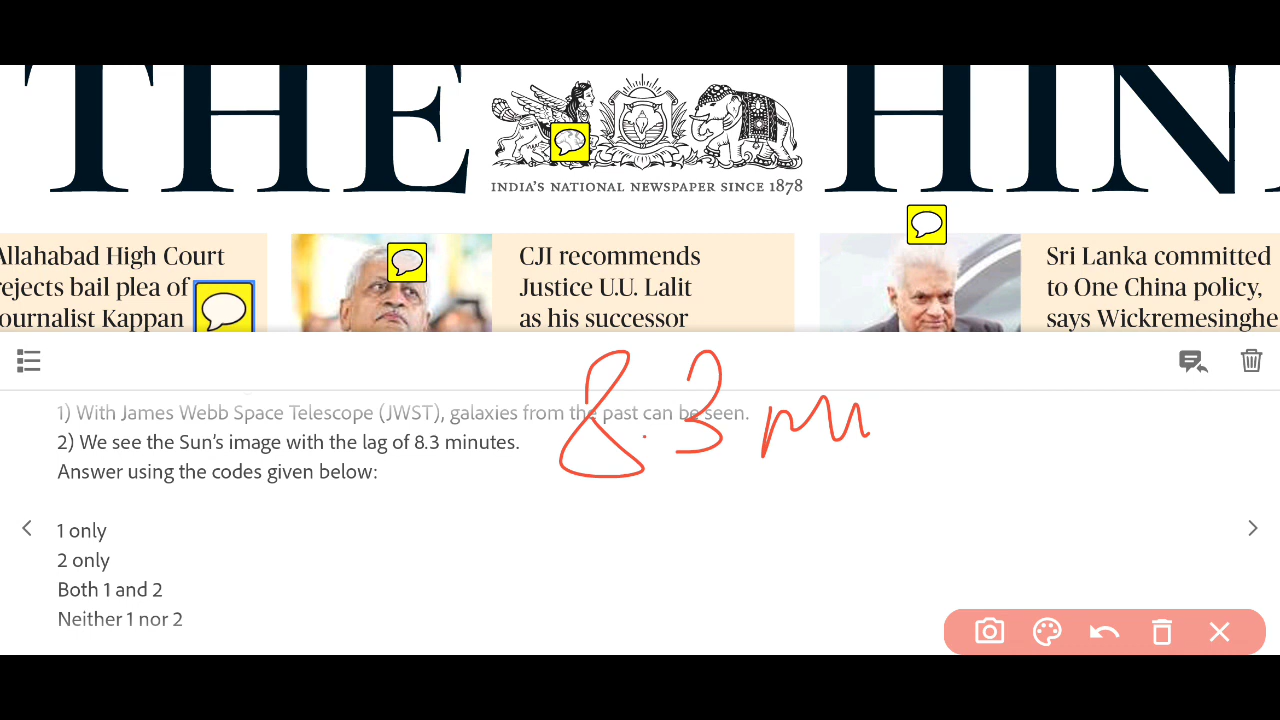 THE HIN
INDIA'S NATIONAL NEWSPAPER SINCE 1878
Allahabad High Court
ejects bail plea of
ournalist Kappan
CJI recommends
Justice U.U. Lalit
as his successor
Sri Lanka committed
to One China policy,
says Wickremesinghe
1) With James Webb Space Telescope (JWST), galaxies from the past can be seen.
2) We see the Sun's image with the lag of 8.3 minutes.
Answer using the codes given below:
1 only
2 only
Both 1 and 2
Neither 1 nor 2
8.3 mi